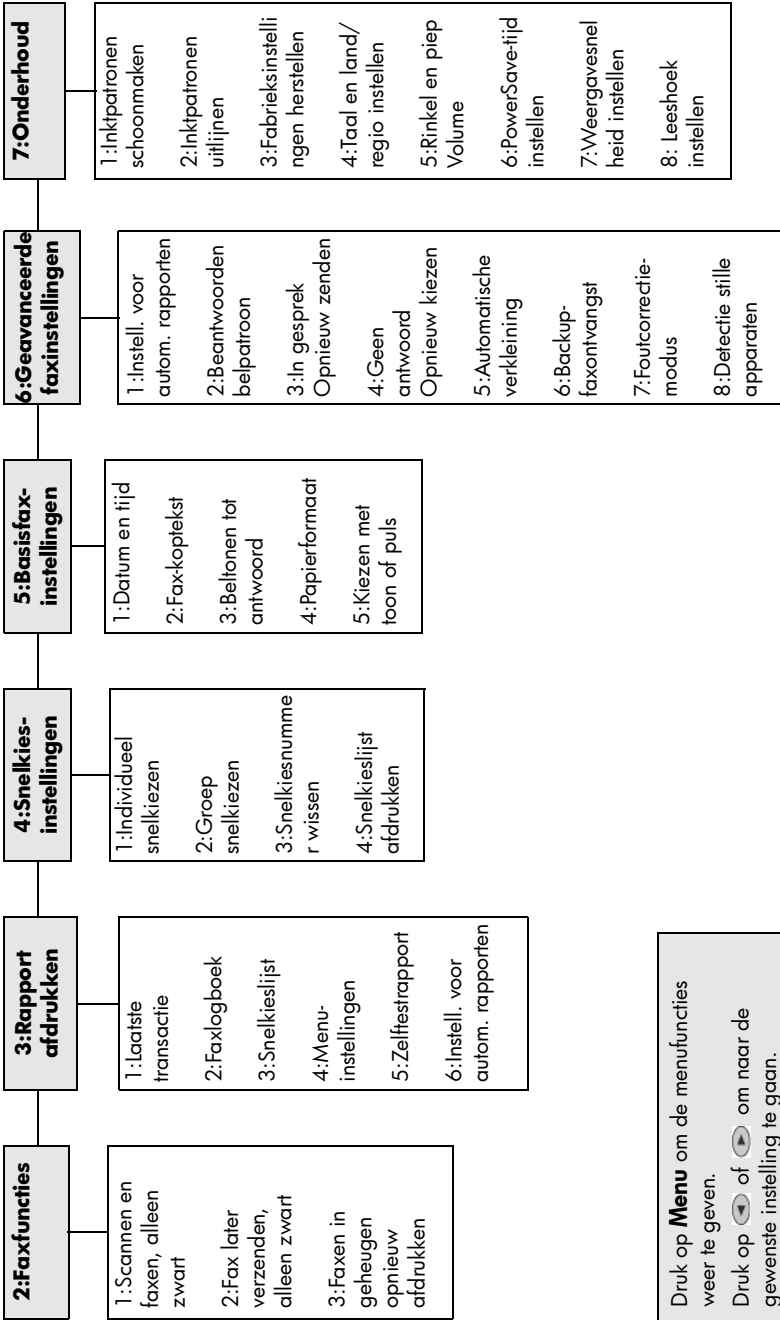 2:Faxfuncties
1:Scannen en
faxen, alleen
zwart
2:Fax later
verzenden,
alleen zwart
3:Faxen in
geheugen
opnieuw
afdrukken
3:Rapport
afdrukken
1:Laatste
transactie
2:Faxlogboek
3:Snelkieslijst
4:Menu-
instellingen
5:Zelftestrapport
6:Instell. voor
autom. rapporten
4:Snelkies-
instellingen
1:Individueel
snelkiezen
2:Groep
snelkiezen
3:Snelkiesnumme
r wissen
4:Snelkieslijst
afdrukken
5:Basisfax-
instellingen
1:Datum en tijd
2:Fax-koptekst
3:Beltonen tot
antwoord
4:Papierformaat
5:Kiezen met
toon of puls
6:Geavanceerde
faxinstellingen
1:Instell. voor
autom. rapporten
2:Beantwoorden
belpatroon
3:In gesprek
Opnieuw zenden
4:Geen
antwoord
Opnieuw kiezen
5:Automatische
verkleining
6:Backup-
faxontvangst
7:Foutcorrectie-
modus
8:Detectie stille
apparaten
7:Onderhoud
1:Inktpatronen
schoonmaken
2:Inktpatronen
uitlijnen
3:Fabrieksinstelli
ngen herstellen
4:Taal en land/
regio instellen
5:Rinkel en piep
Volume
6:PowerSave-tijd
instellen
7:Weergavesnel
heid instellen
8: Leeshoek
instellen
Druk op Menu om de menufuncties
weer te geven.
Druk op ◀ of ▶ om naar de
gewenste instelling te gaan.